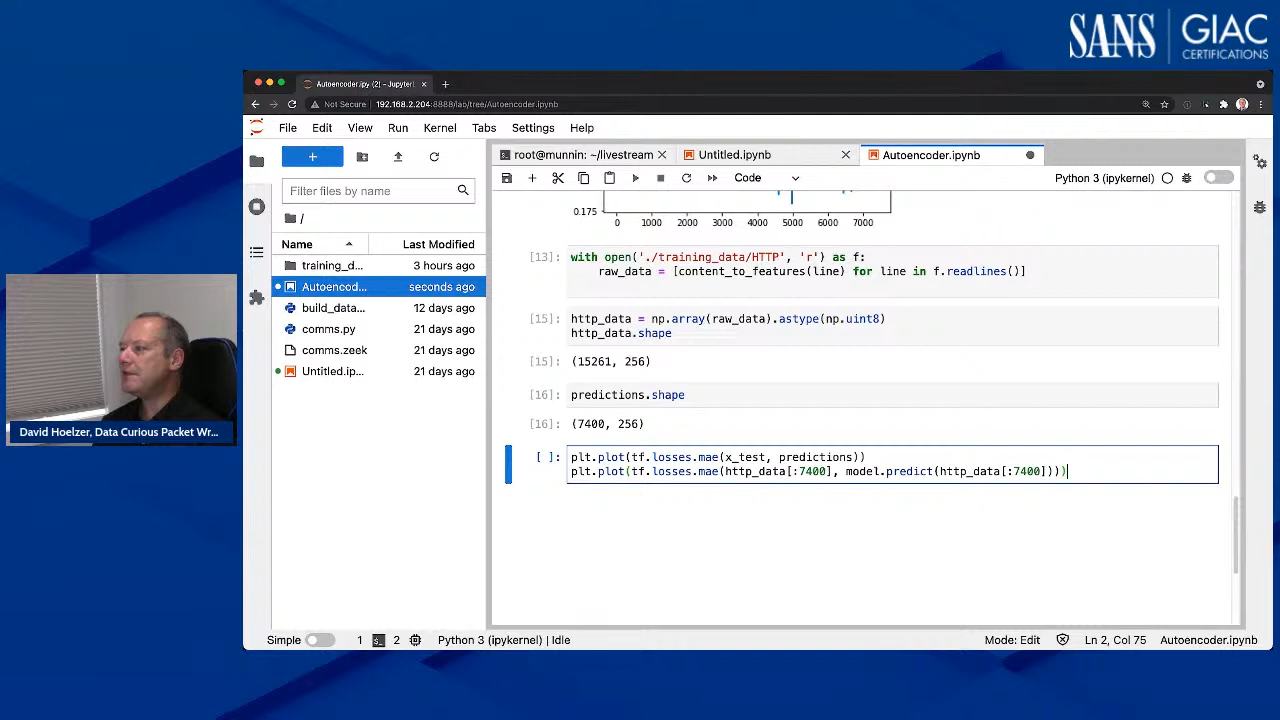 SANS
GIAC
CERTIFICATIONS
Autoencoder.ipy (2) - JupyterL
Not Secure
192.168.2.204:8888/lab/tree/Autoencoder.ipynb
File Edit View Run Kernel Tabs Settings Help
root@munnin: ~/livestream
Untitled.ipynb
Autoencoder.ipynb
Code
Python 3 (ipykernel)
Filter files by name
/
Name
Last Modified
training_d... 3 hours ago
Autoencod... seconds ago
build_data... 12 days ago
comms.py 21 days ago
comms.zeek 21 days ago
Untitled.ip... 21 days ago
0.175
0 1000 2000 3000 4000 5000 6000 7000
[13]: with open('./training_data/HTTP', 'r') as f:
raw_data = [content_to_features(line) for line in f.readlines()]
[15]: http_data = np.array(raw_data).astype(np.uint8)
http_data.shape
[15]: (15261, 256)
[16]: predictions.shape
[16]: (7400, 256)
[ ]: plt.plot(tf.losses.mae(x_test, predictions))
plt.plot(tf.losses.mae(http_data[:7400], model.predict(http_data[:7400])))
David Hoelzer, Data Curious Packet Wr...
Simple 1 2 Python 3 (ipykernel) | Idle
Mode: Edit
Ln 2, Col 75
Autoencoder.ipynb